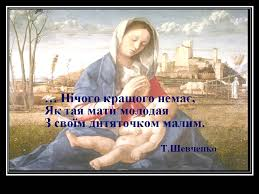 … Нічого кращого немає,
Як тая мати молодая
З своїм дитяточком малим.
Т.Шевченко